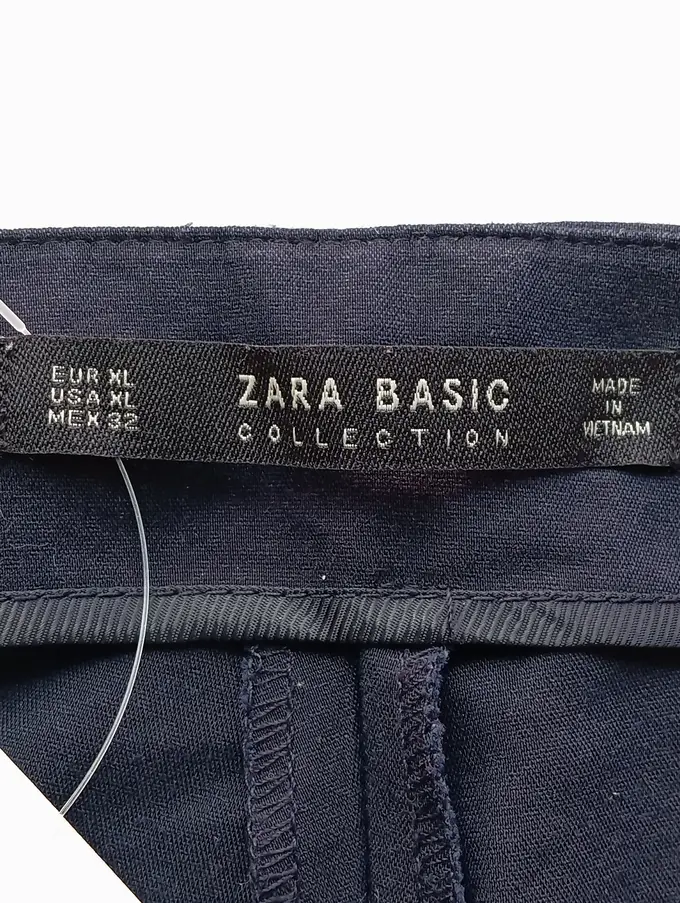 EUR XL
USA XL
MEX 32
ZARA BASIC
COLLECTION
MADE
IN
VIETNAM